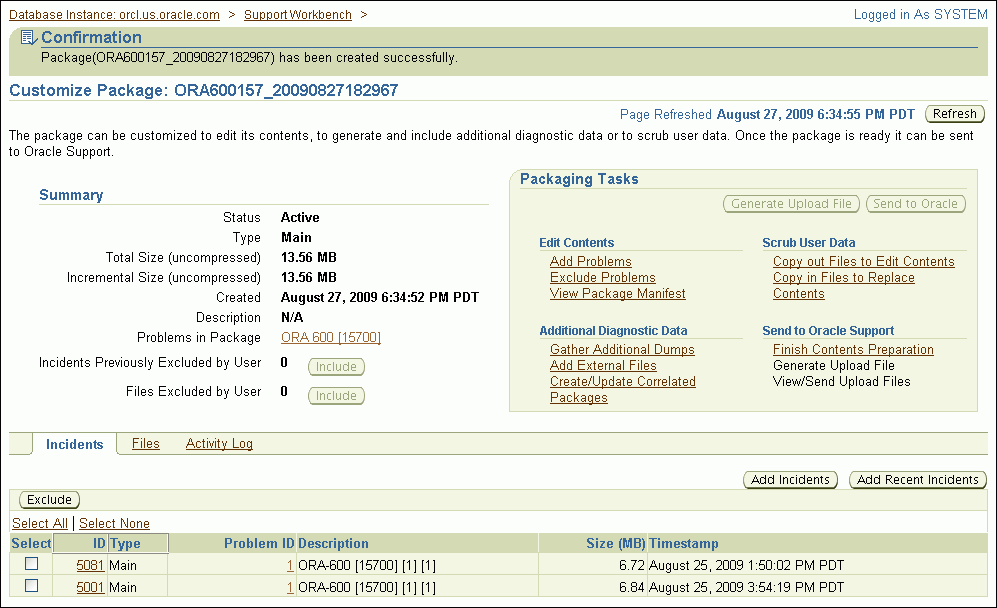 Database Instance: orcl.us.oracle.com > Support Workbench >
Logged in As SYSTEM
Confirmation
Package(ORA600157_20090827182967) has been created successfully.
Customize Package: ORA600157_20090827182967
Page Refreshed August 27, 2009 6:34:55 PM PDT Refresh
The package can be customized to edit its contents, to generate and include additional diagnostic data or to scrub user data. Once the package is ready it can be sent
to Oracle Support.
Summary
Status Active
Type Main
Total Size (uncompressed) 13.56 MB
Incremental Size (uncompressed) 13.56 MB
Created August 27, 2009 6:34:52 PM PDT
Description N/A
Problems in Package ORA 600 [15700]
Incidents Previously Excluded by User 0 Include
Files Excluded by User 0 Include
Packaging Tasks
Generate Upload File Send to Oracle
Edit Contents
Add Problems
Exclude Problems
View Package Manifest
Scrub User Data
Copy out Files to Edit Contents
Copy in Files to Replace
Contents
Additional Diagnostic Data
Gather Additional Dumps
Add External Files
Create/Update Correlated
Packages
Send to Oracle Support
Finish Contents Preparation
Generate Upload File
View/Send Upload Files
Incidents Files Activity Log
Add Incidents Add Recent Incidents
Exclude
Select All | Select None
Select ID Type Problem ID Description Size (MB) Timestamp
5081 Main 1 ORA-600 [15700] [1] [1] 6.72 August 25, 2009 1:50:02 PM PDT
5001 Main 1 ORA-600 [15700] [1] [1] 6.84 August 25, 2009 3:54:19 PM PDT